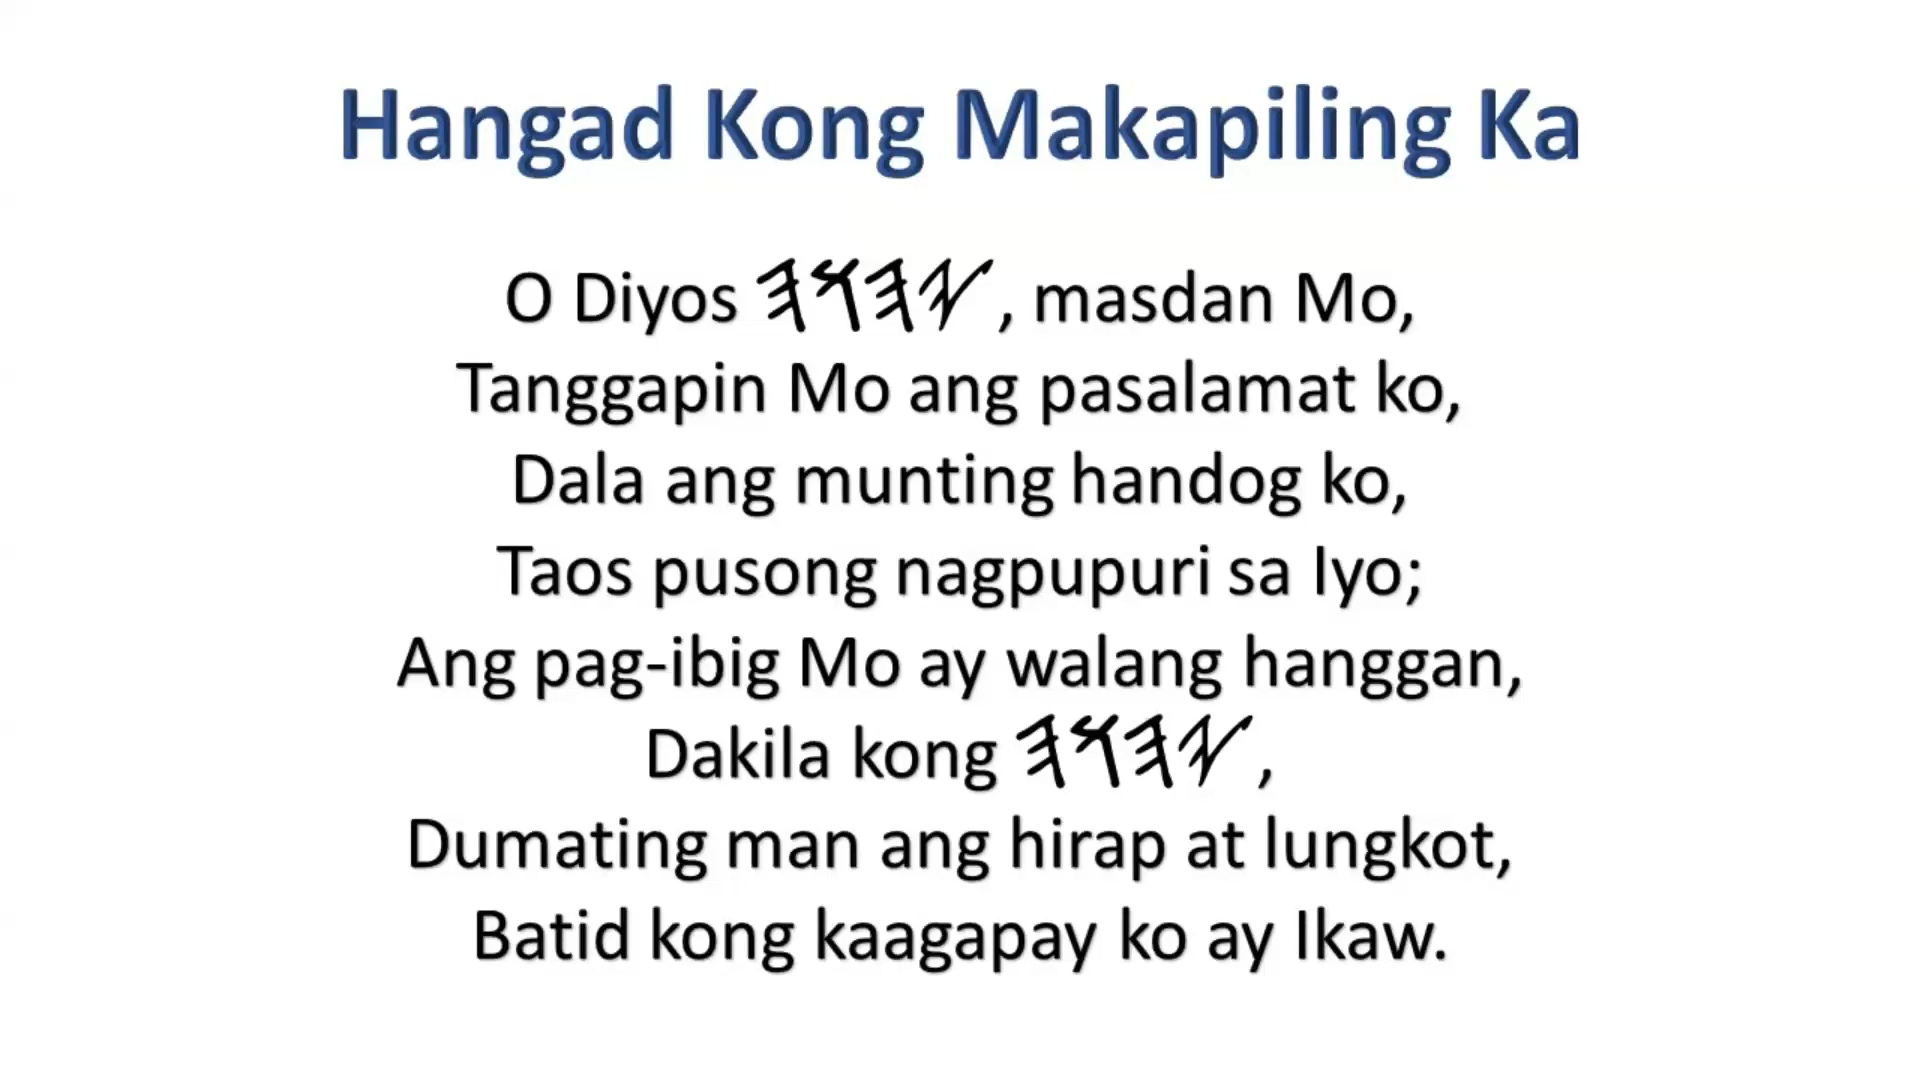 Hangad Kong Makapiling Ka
O Diyos 𐤉𐤄𐤅𐤄, masdan Mo,
Tanggapin Mo ang pasalamat ko,
Dala ang munting handog ko,
Taos pusong nagpupuri sa Iyo;
Ang pag-ibig Mo ay walang hanggan,
Dakila kong 𐤉𐤄𐤅𐤄,
Dumating man ang hirap at lungkot,
Batid kong kaagapay ko ay Ikaw.